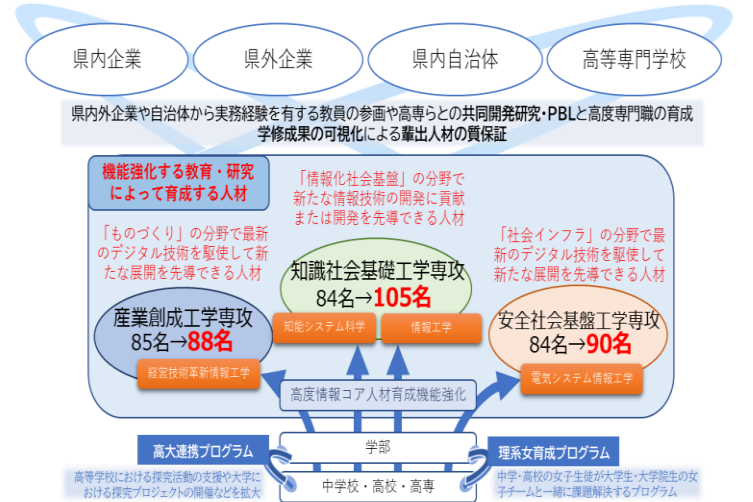 県内企業
県外企業
県内自治体
高等専門学校
県内外企業や自治体から実務経験を有する教員の参画や高専らとの共同開発研究・PBLと高度専門職の育成
学修成果の可視化による輩出人材の質保証
機能強化する教育・研究
によって育成する人材
「情報化社会基盤」の分野で
新たな情報技術の開発に貢献
または開発を先導できる人材
「ものづくり」の分野で最新
のデジタル技術を駆使して新
たな展開を先導できる人材
「社会インフラ」の分野で最
新のデジタル技術を駆使して
新たな展開を先導できる人材
知識社会基礎工学専攻
84名→105名
知能システム科学
情報工学
産業創成工学専攻
85名→88名
経営技術革新情報工学
安全社会基盤工学専攻
84名→90名
電気システム情報工学
高度情報コア人材育成機能強化
高大連携プログラム
学部
理系女育成プログラム
高等学校における探究活動の支援や大学に
おける探究プロジェクトの開催などを拡大
中学校・高校・高専
中学・高校の女子生徒が大学生・大学院生の女
子チームと一緒に課題解決するプログラム